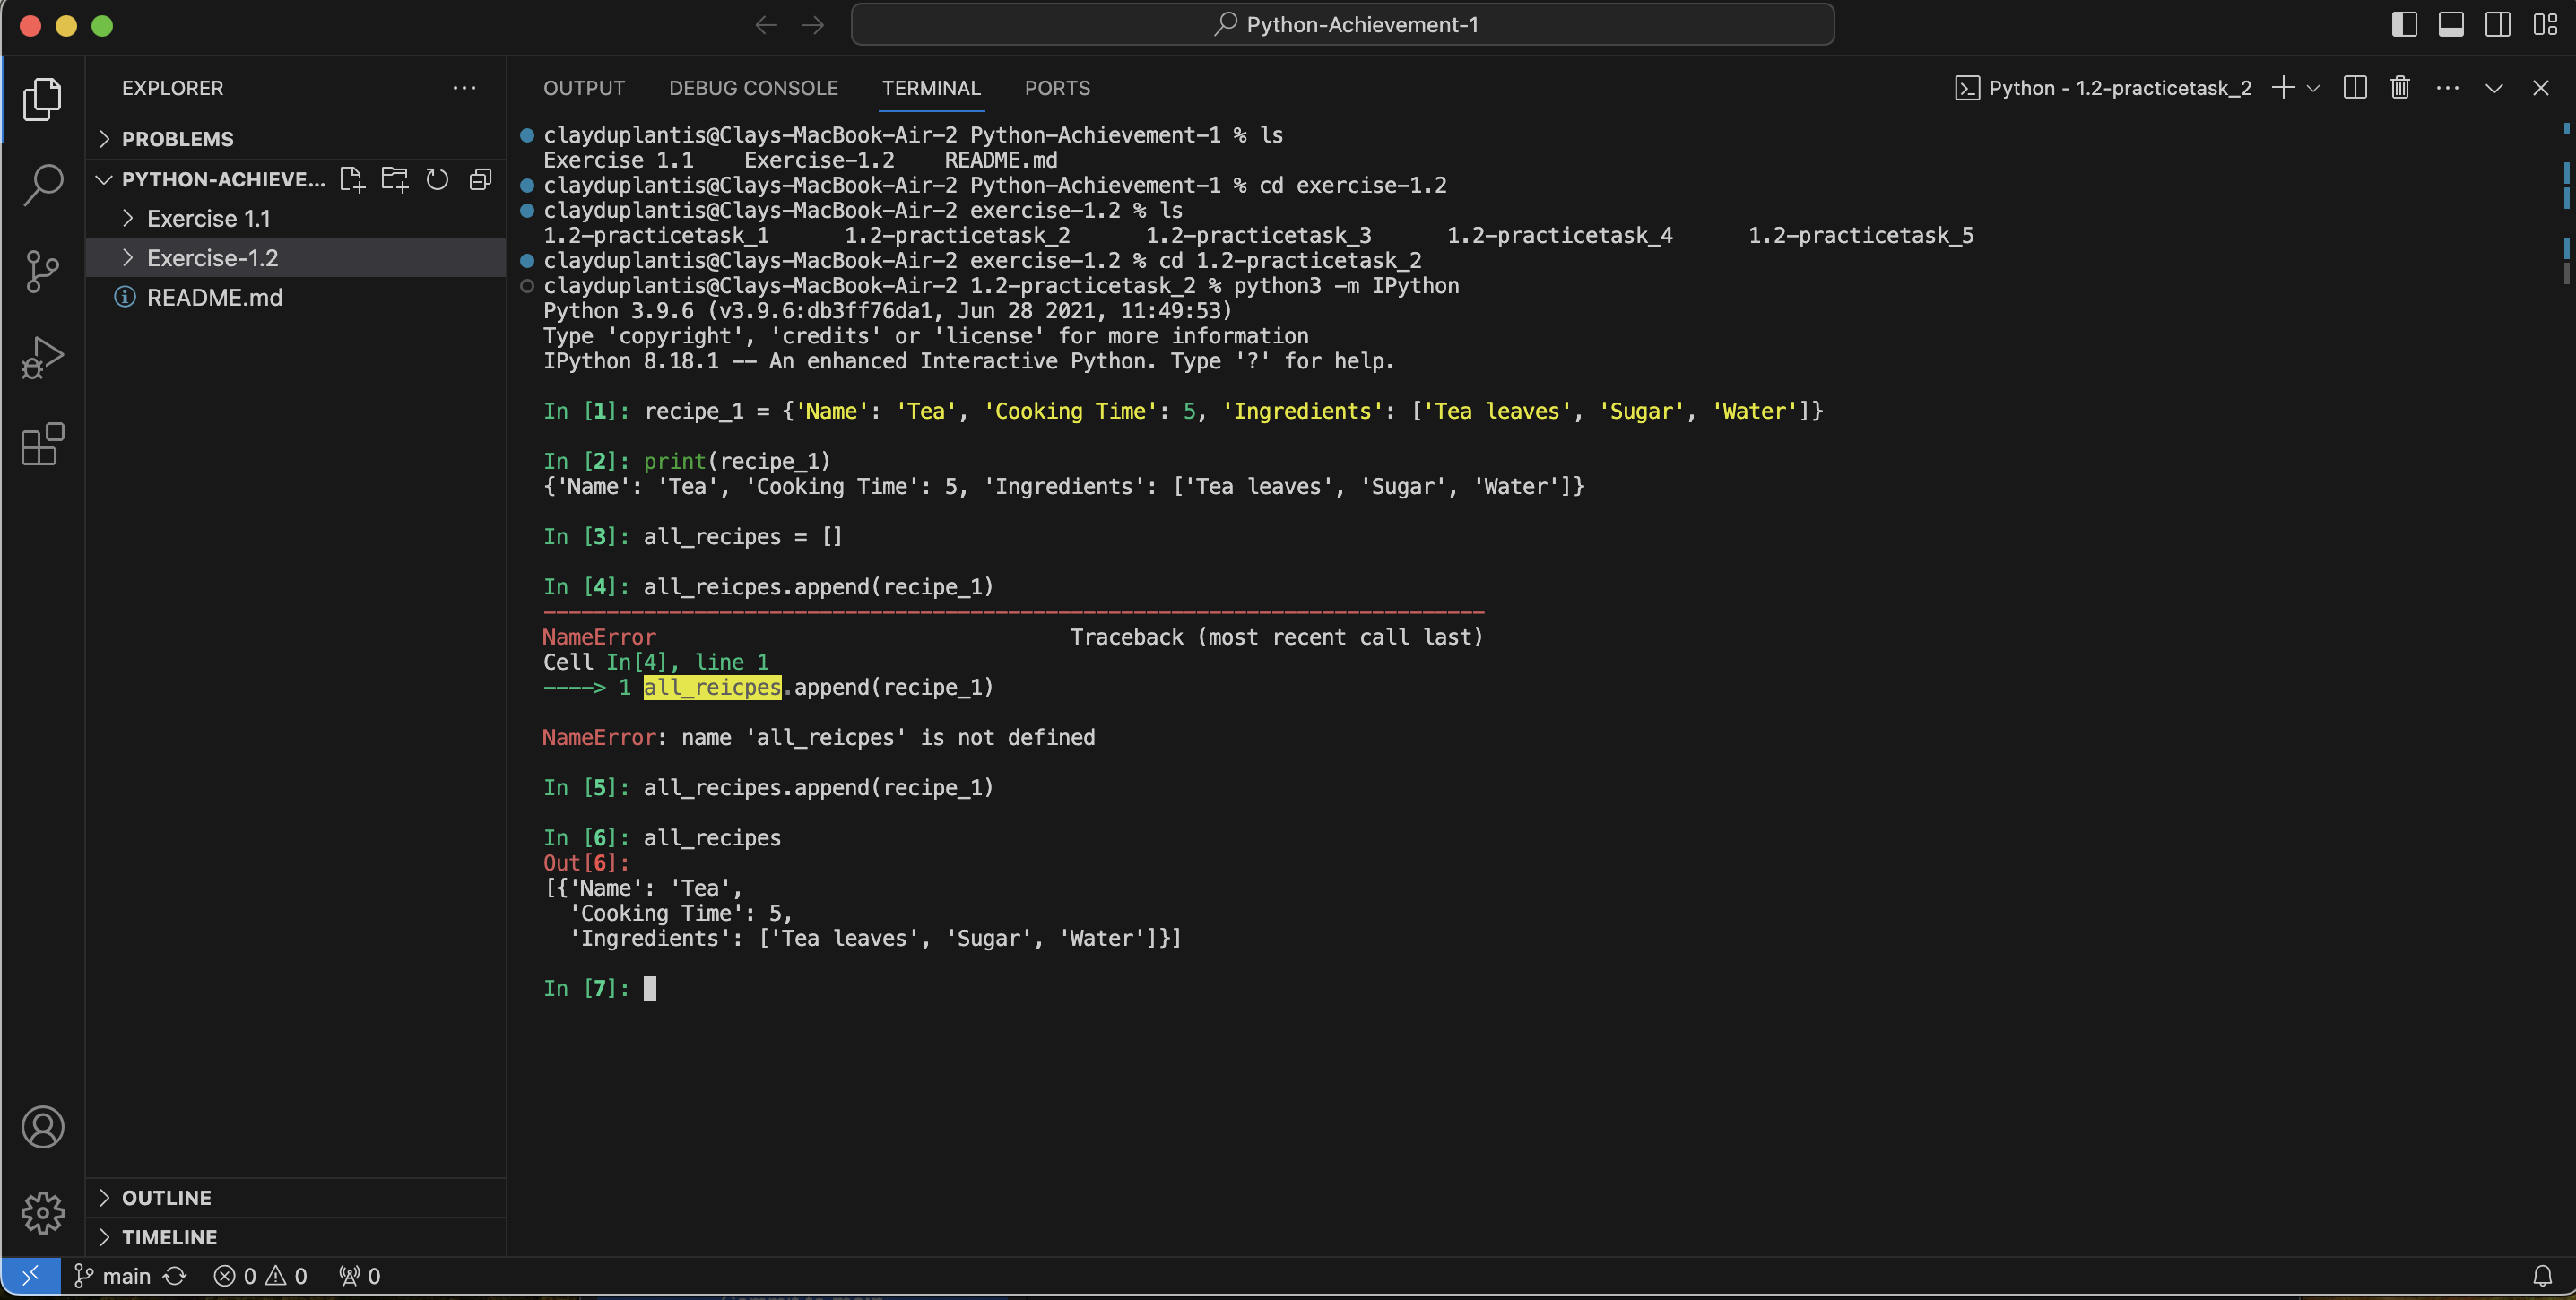 Python-Achievement-1
EXPLORER
PROBLEMS
PYTHON-ACHIEVE...
Exercise 1.1
Exercise-1.2
README.md
OUTLINE
TIMELINE
OUTPUT DEBUG CONSOLE TERMINAL PORTS
Python - 1.2-practicetask_2
clayduplantis@Clays-MacBook-Air-2 Python-Achievement-1 % ls
Exercise 1.1 Exercise-1.2 README.md
clayduplantis@Clays-MacBook-Air-2 Python-Achievement-1 % cd exercise-1.2
clayduplantis@Clays-MacBook-Air-2 exercise-1.2 % ls
1.2-practicetask_1 1.2-practicetask_2 1.2-practicetask_3 1.2-practicetask_4 1.2-practicetask_5
clayduplantis@Clays-MacBook-Air-2 exercise-1.2 % cd 1.2-practicetask_2
clayduplantis@Clays-MacBook-Air-2 1.2-practicetask_2 % python3 -m IPython
Python 3.9.6 (v3.9.6:db3ff76da1, Jun 28 2021, 11:49:53)
Type 'copyright', 'credits' or 'license' for more information
IPython 8.18.1 -- An enhanced Interactive Python. Type '?' for help.
In [1]: recipe_1 = {'Name': 'Tea', 'Cooking Time': 5, 'Ingredients': ['Tea leaves', 'Sugar', 'Water']}
In [2]: print(recipe_1)
{'Name': 'Tea', 'Cooking Time': 5, 'Ingredients': ['Tea leaves', 'Sugar', 'Water']}
In [3]: all_recipes = []
In [4]: all_reicpes.append(recipe_1)
---------------------------------------------------------------------------
NameError Traceback (most recent call last)
Cell In[4], line 1
----> 1 all_reicpes.append(recipe_1)
NameError: name 'all_reicpes' is not defined
In [5]: all_recipes.append(recipe_1)
In [6]: all_recipes
Out[6]:
[{'Name': 'Tea',
'Cooking Time': 5,
'Ingredients': ['Tea leaves', 'Sugar', 'Water']}]
In [7]:
main 0 0 0